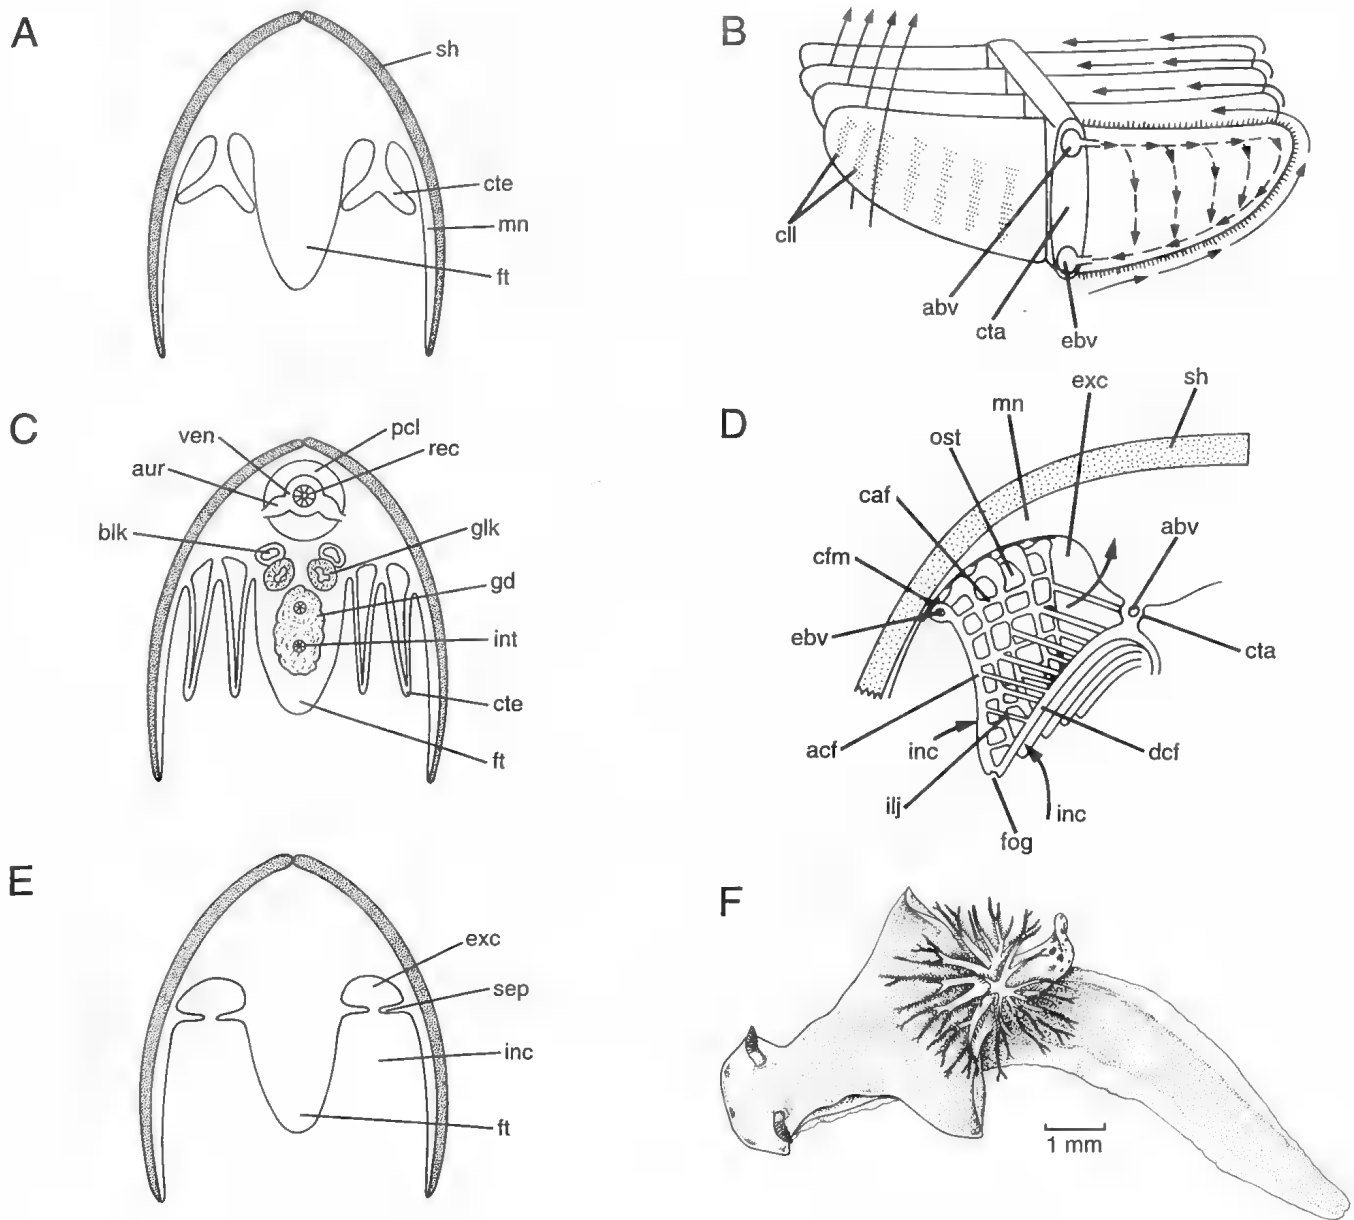 A
sh
cte
mn
ft
B
cll
abv
cta
ebv
C
ven
pcl
rec
aur
blk
glk
gd
int
cte
ft
D
exc
sh
mn
ost
caf
cfm
abv
ebv
cta
acf
inc
dcf
ilj
inc
fog
E
exc
sep
inc
ft
F
1 mm